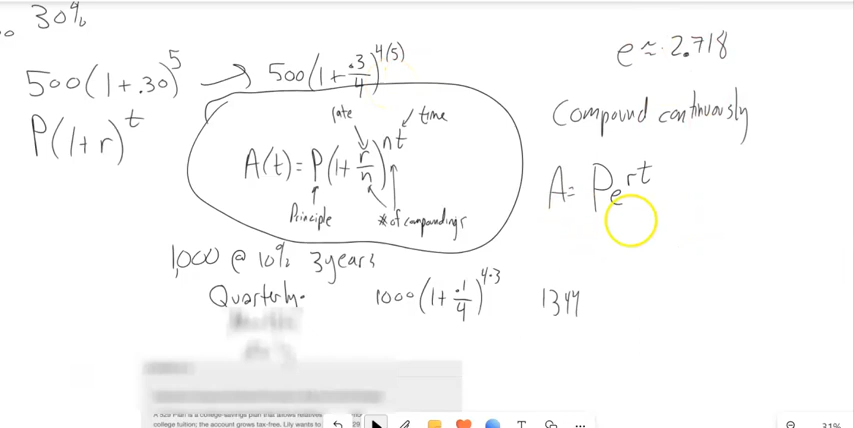 30%
500(1+.30)^5 → 500(1+.3/4)^4(5)
e ≈ 2.718
P(1+r)^t
rate time
Compound continuously
A(t)=P(1+r/n)^nt
A= Pe^rt
Principle # of compoundings
1,000 @ 10% 3years
Quarterly. 1000(1+.1/4)^4·3 1344
A 529 Plan is a college-savings plan that allows relatives
college tuition; the account grows tax-free. Lily wants to
31%